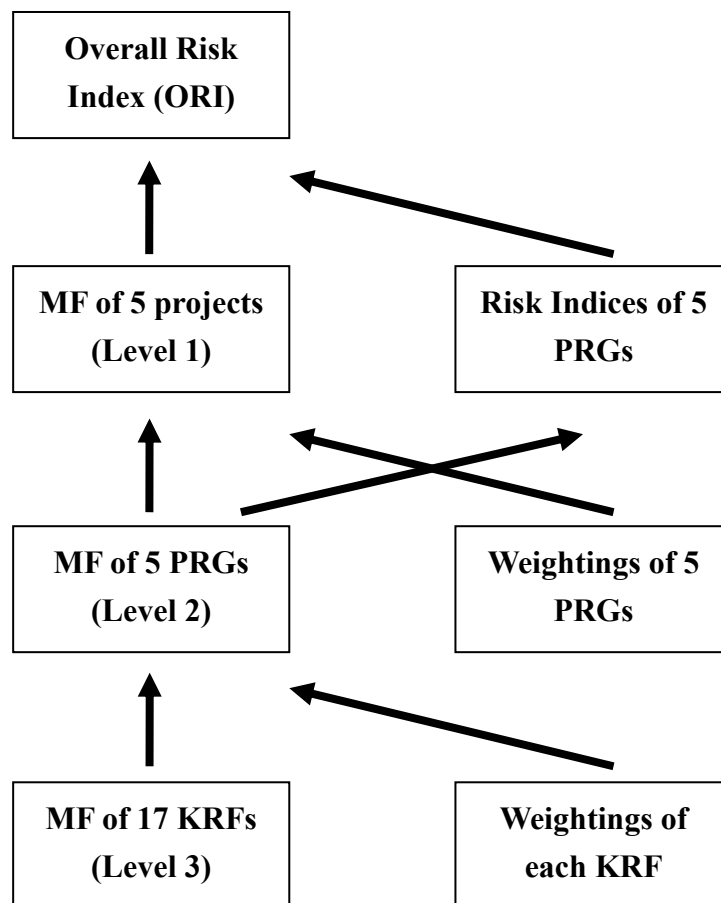 Overall Risk
Index (ORI)
MF of 5 projects
(Level 1)
Risk Indices of 5
PRGs
MF of 5 PRGs
(Level 2)
Weightings of 5
PRGs
MF of 17 KRFs
(Level 3)
Weightings of
each KRF